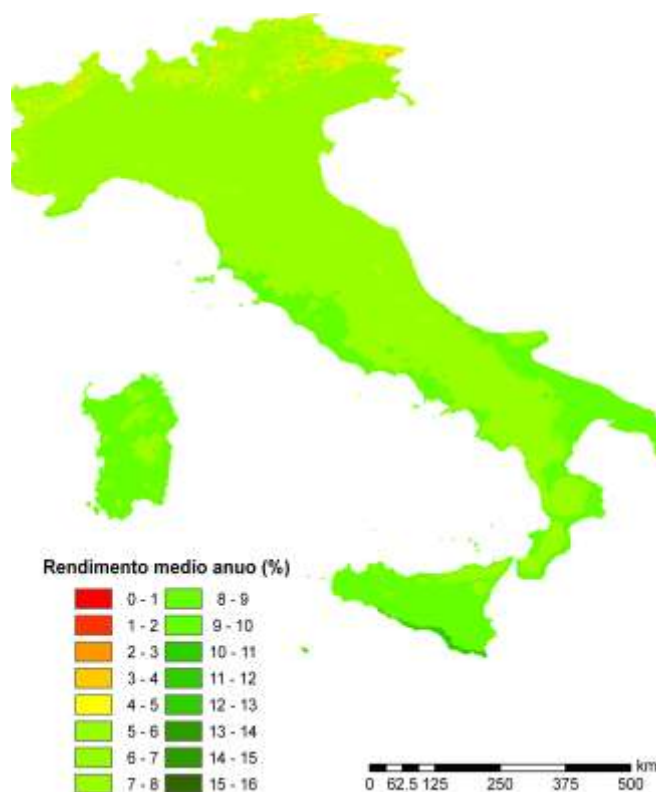 Rendimento medio anuo (%)
0 - 1 8 - 9
1 - 2 9 - 10
2 - 3 10 - 11
3 - 4 11 - 12
4 - 5 12 - 13
5 - 6 13 - 14
6 - 7 14 - 15
7 - 8 15 - 16
km
0 62.5 125 250 375 500